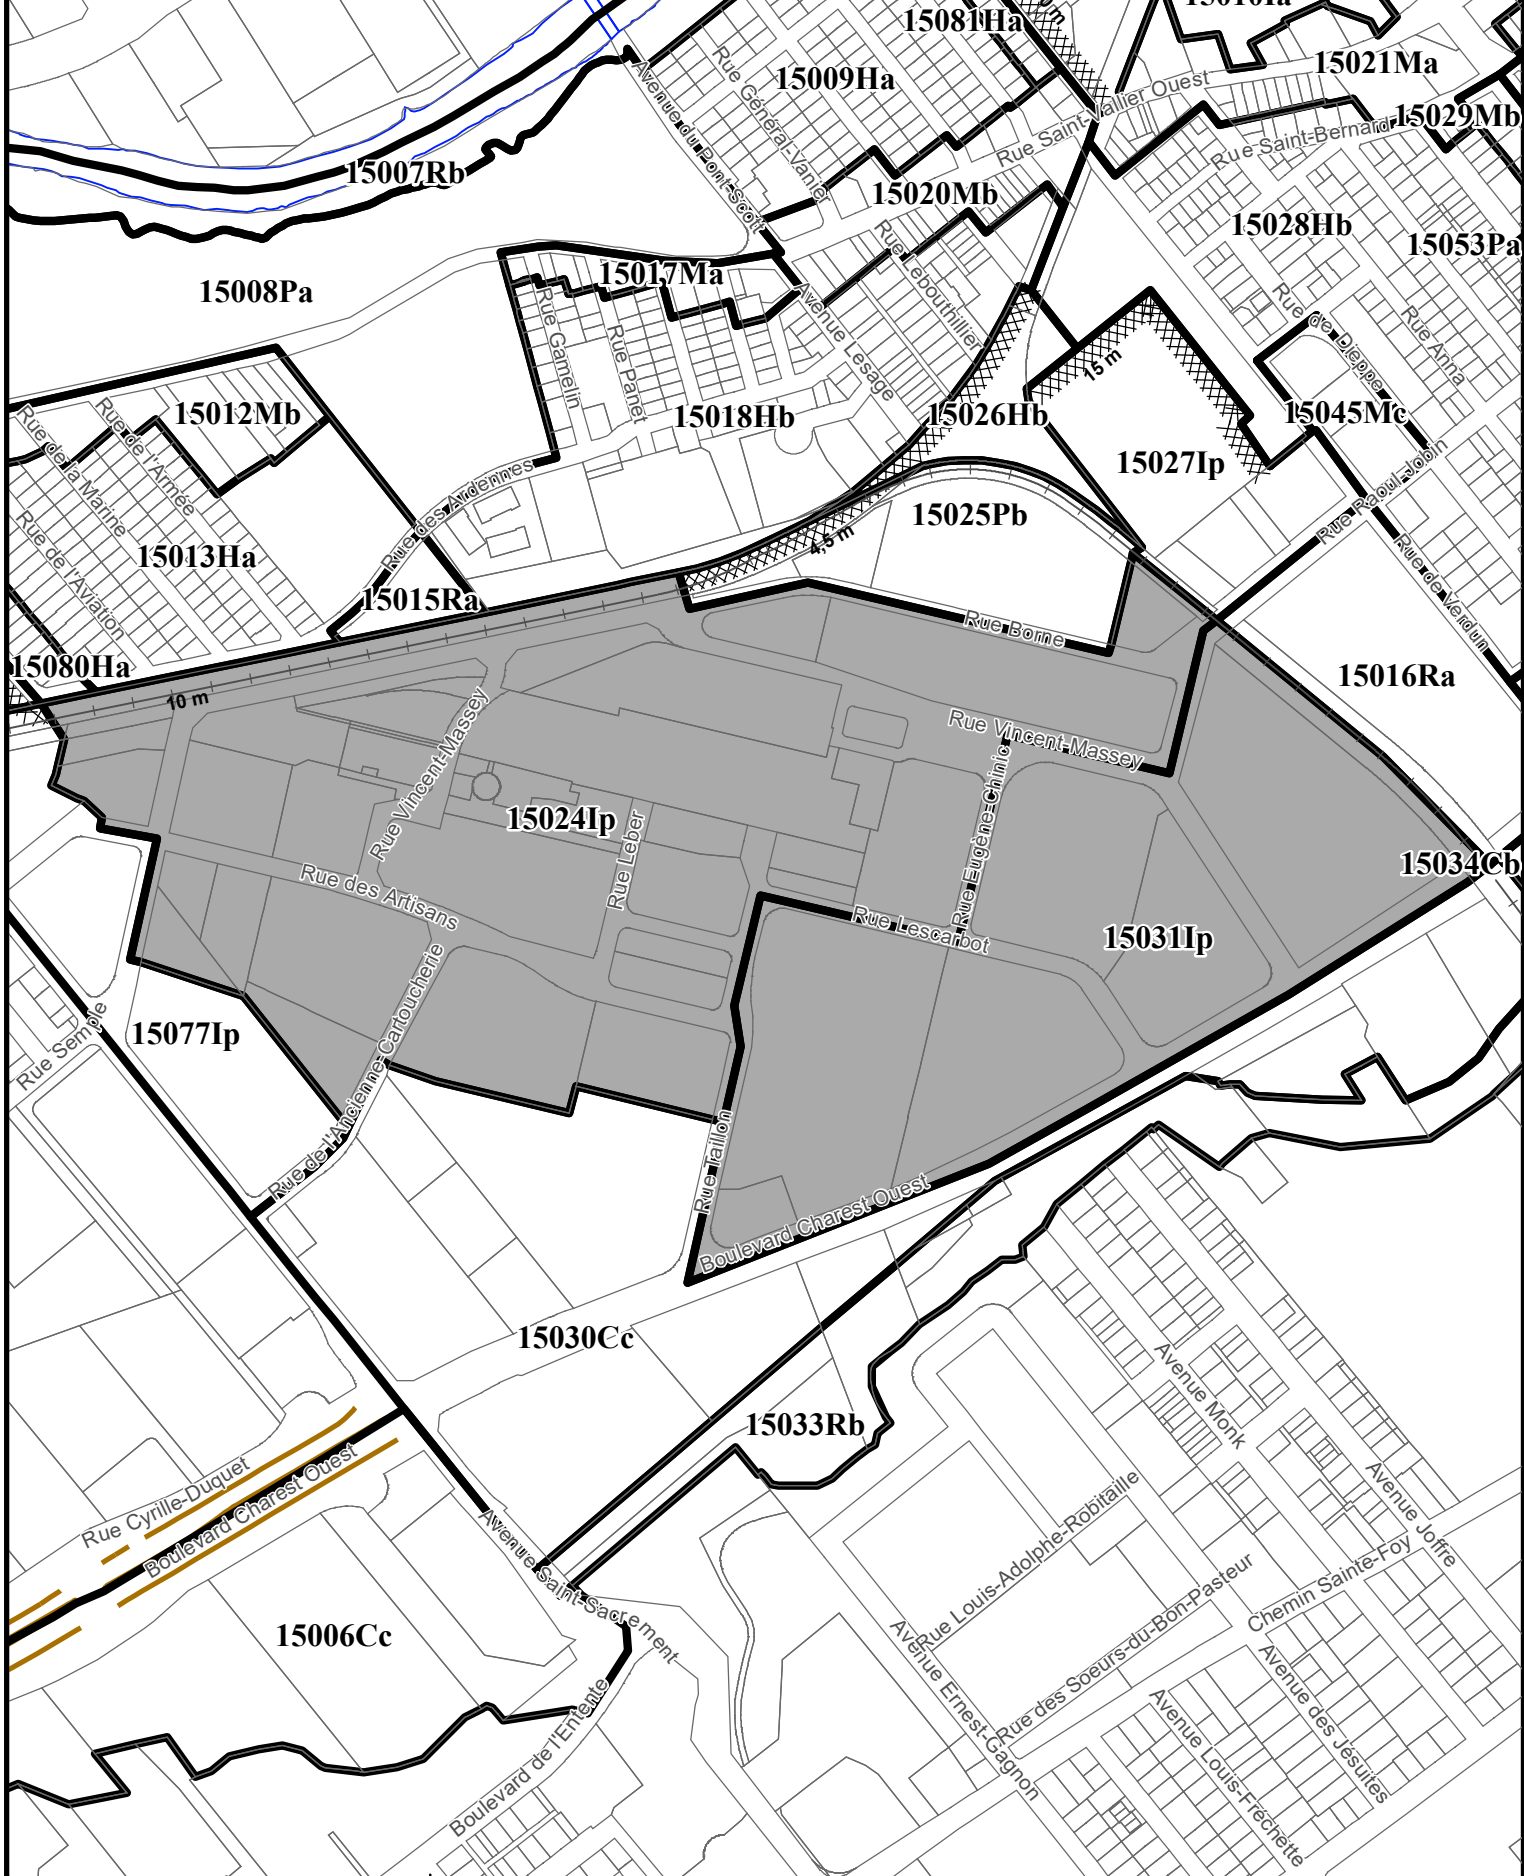 15081Ha
15021Ma
15009Ha
15029Mb
Rue Saint-Vallier Ouest
Rue Saint-Bernard
Avenue du Pont-Scott
Rue Général-Vanier
15007Rb
15020Mb
15028Hb
15053Pa
15008Pa
15017Ma
Rue Lebouthillier
Rue de Dieppe
Rue Anna
Rue Gamelin
Rue Panet
Avenue Lesage
15 m
15012Mb
15018Hb
15026Hb
15045Mc
Rue de la Marine
Rue de l'Armée
15027Ip
Rue Raoul-Jobin
Rue des Ardennes
15025Pb
4,5 m
Rue de l'Aviation
15013Ha
15015Ra
Rue de Verdun
Rue Borne
15080Ha
10 m
15016Ra
Rue Vincent-Massey
Rue Vincent-Massey
Rue Eugène-Chinic
15024Ip
Rue Leber
15034Cb
Rue des Artisans
Rue Lescarbot
15031Ip
Rue Semple
15077Ip
Rue de l'Ancienne-Cartoucherie
Rue Taillon
Boulevard Charest Ouest
15030Cc
15033Rb
Avenue Monk
Rue Cyrille-Duquet
Boulevard Charest Ouest
Avenue Saint-Sacrement
Rue Louis-Adolphe-Robitaille
Avenue Joffre
Chemin Sainte-Foy
15006Cc
Rue des Soeurs-du-Bon-Pasteur
Avenue Ernest-Gagnon
Boulevard de l'Entente
Avenue des Jésuites
Avenue Louis-Fréchette